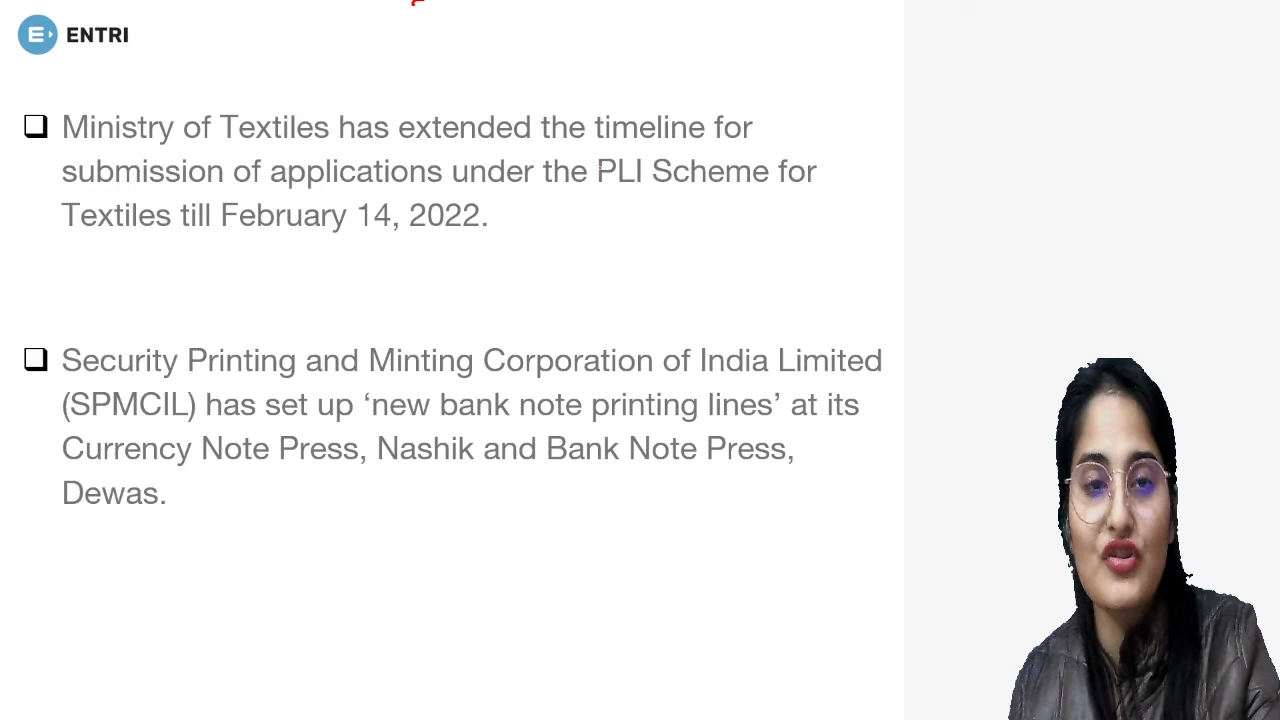 ENTRI
Ministry of Textiles has extended the timeline for
submission of applications under the PLI Scheme for
Textiles till February 14, 2022.
Security Printing and Minting Corporation of India Limited
(SPMCIL) has set up ‘new bank note printing lines’ at its
Currency Note Press, Nashik and Bank Note Press,
Dewas.